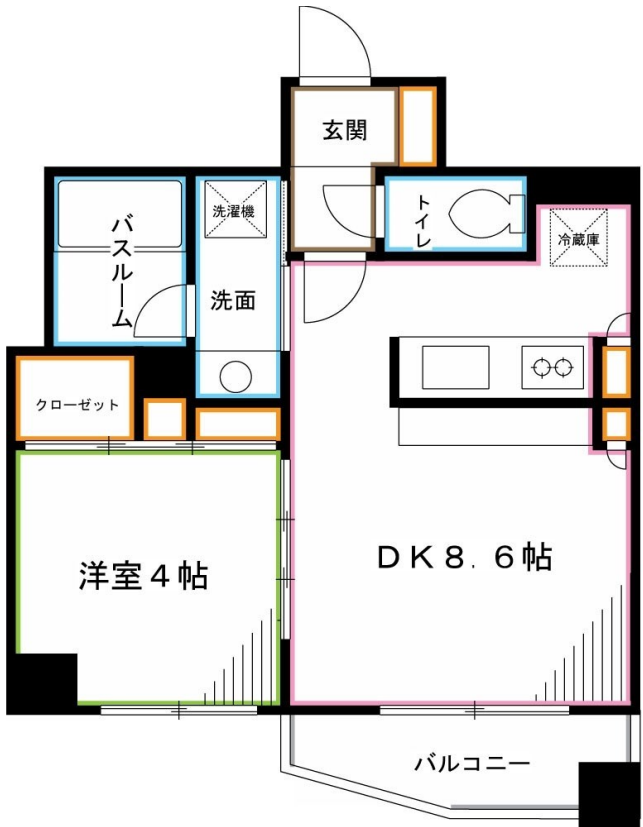 玄関
トイレ
洗濯機
冷蔵庫
バスルーム
洗面
クローゼット
洋室4帖
DK8.6帖
バルコニー